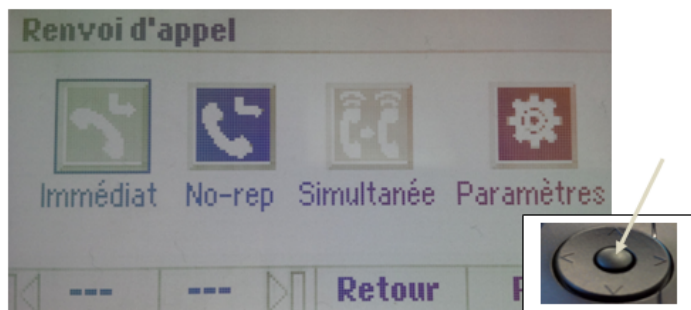 Renvoi d'appel
Immédiat No-rep Simultanée Paramètres
--- --- Retour